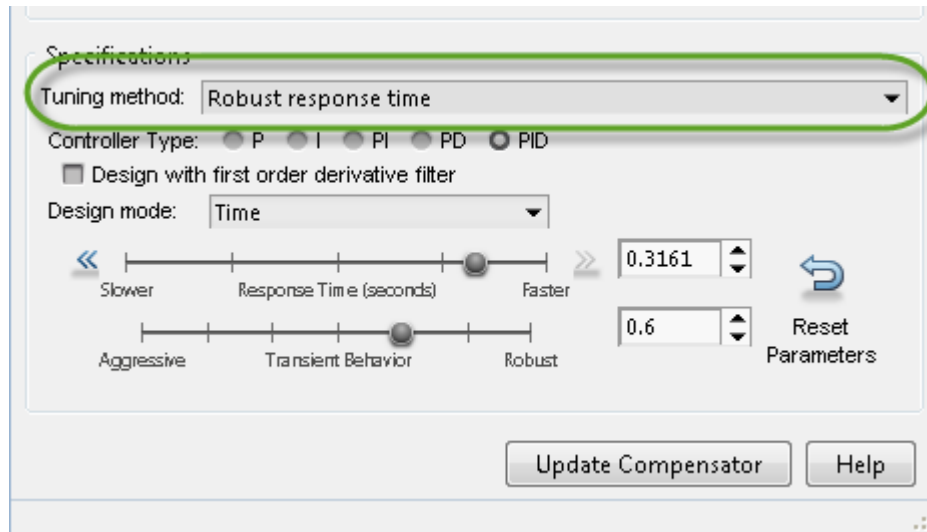 Specifications
Tuning method: Robust response time
Controller Type: P I PI PD PID
Design with first order derivative filter
Design mode: Time
0.3161
Slower Response Time (seconds) Faster
0.6
Aggressive Transient Behavior Robust
Reset
Parameters
Update Compensator Help